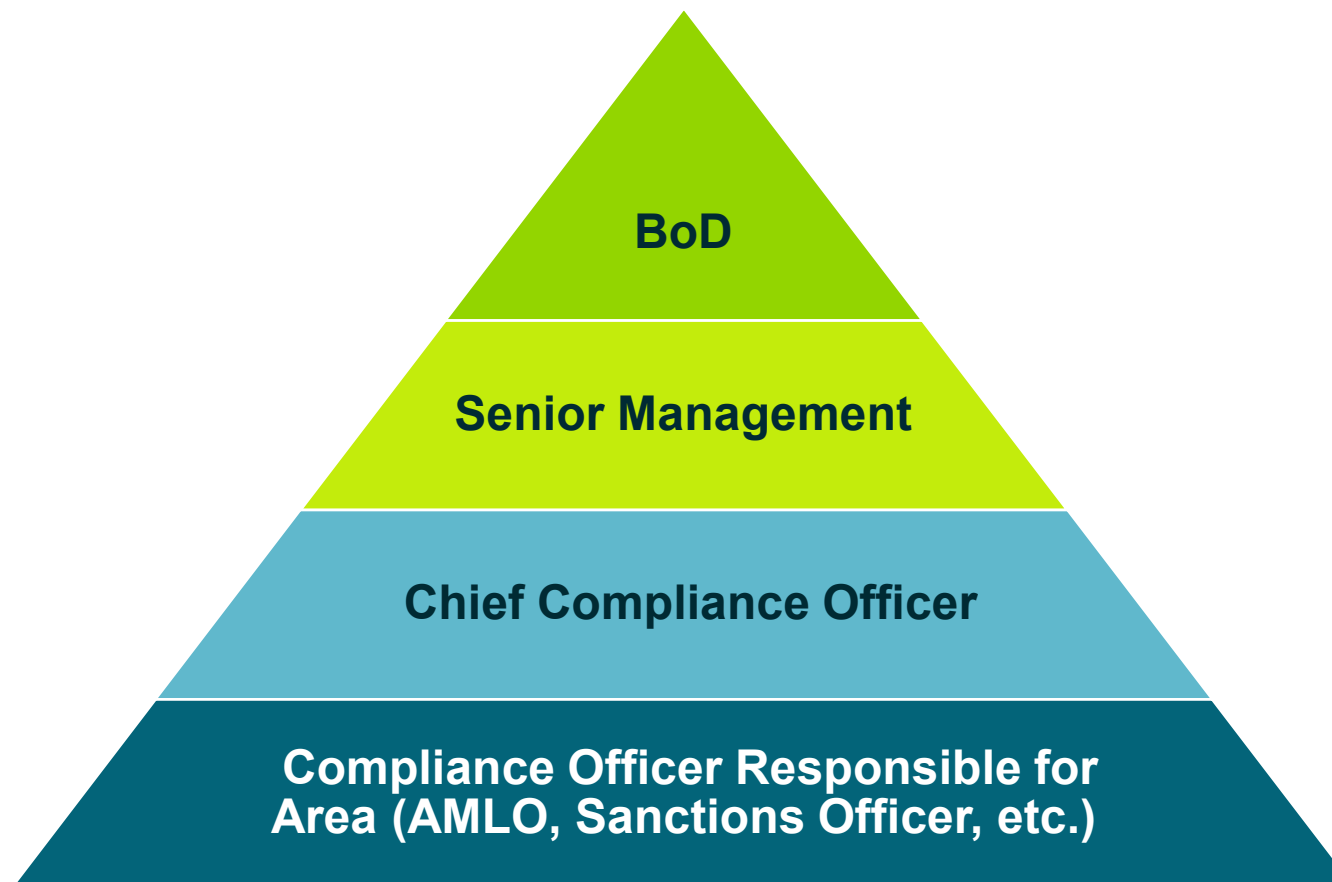 BoD
Senior Management
Chief Compliance Officer
Compliance Officer Responsible for
Area (AMLO, Sanctions Officer, etc.)